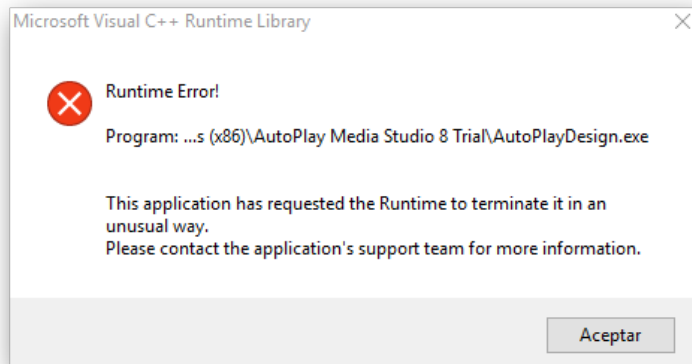 Microsoft Visual C++ Runtime Library
Runtime Error!
Program: ...s (x86)\AutoPlay Media Studio 8 Trial\AutoPlayDesign.exe
This application has requested the Runtime to terminate it in an
unusual way.
Please contact the application's support team for more information.
Aceptar